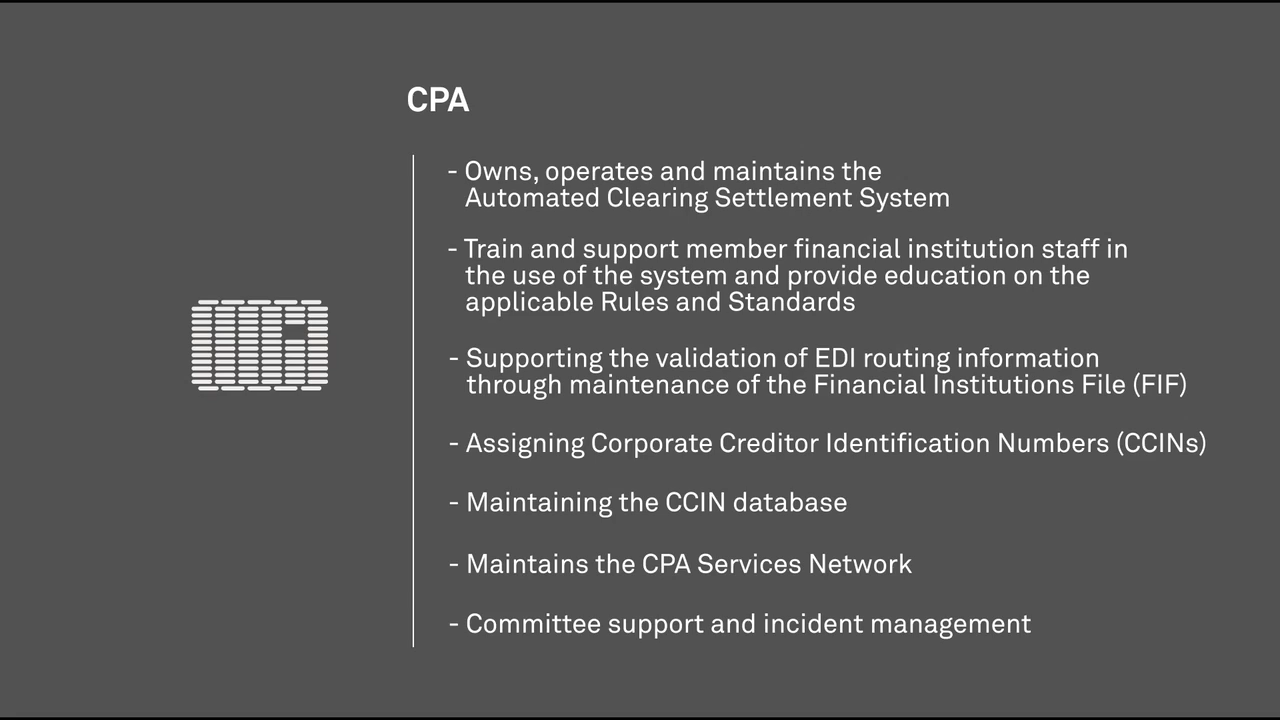 CPA
- Owns, operates and maintains the
Automated Clearing Settlement System
- Train and support member financial institution staff in
the use of the system and provide education on the
applicable Rules and Standards
- Supporting the validation of EDI routing information
through maintenance of the Financial Institutions File (FIF)
- Assigning Corporate Creditor Identification Numbers (CCINs)
- Maintaining the CCIN database
- Maintains the CPA Services Network
- Committee support and incident management